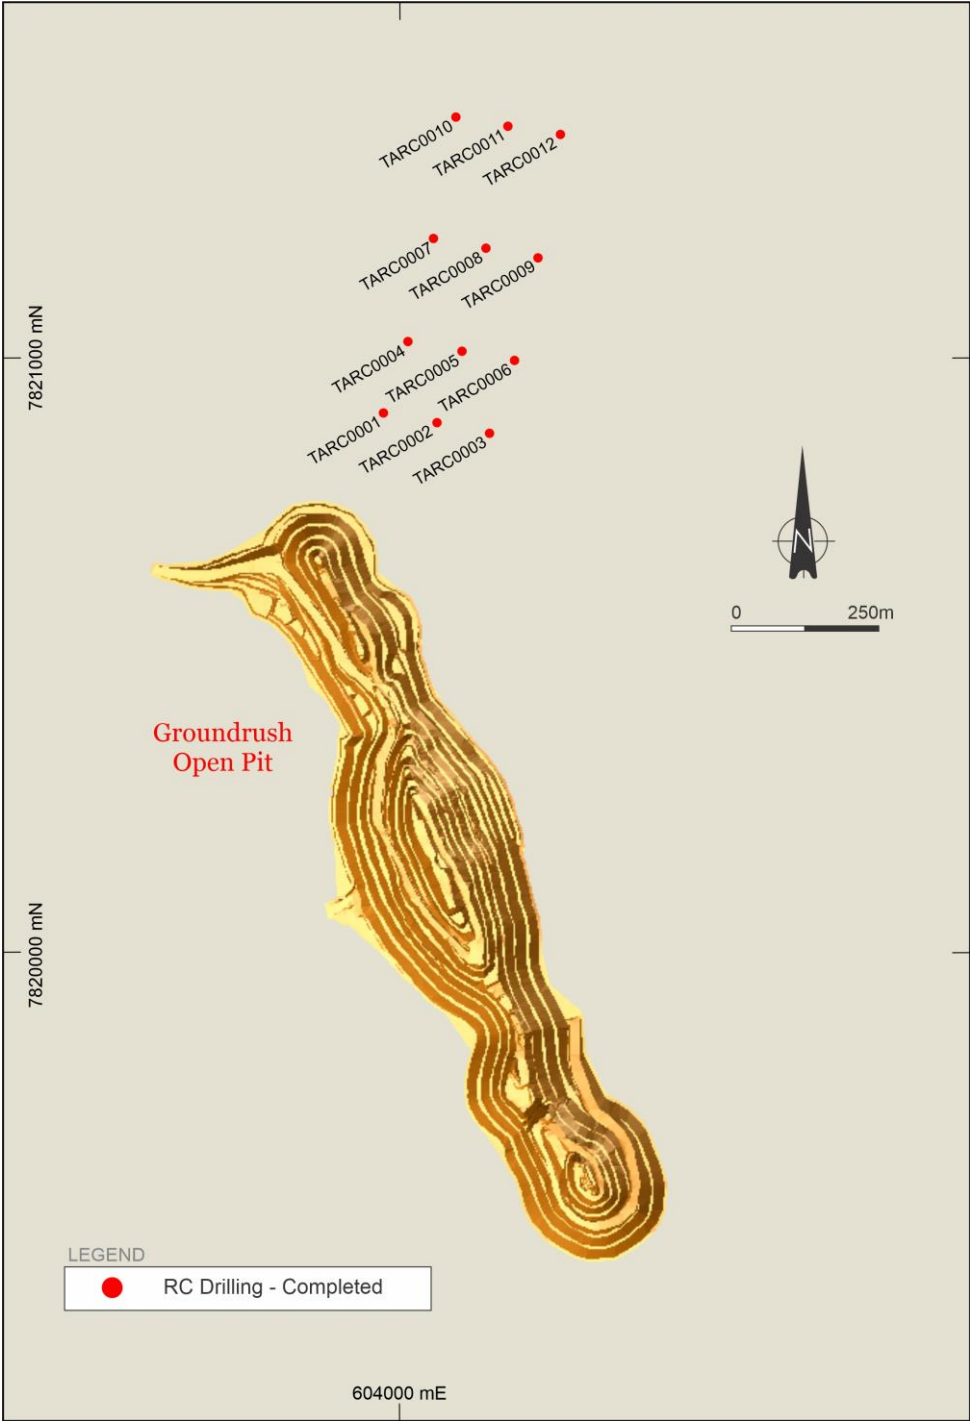 TARC0010
TARC0011
TARC0012
TARC0007
TARC0008
TARC0009
7821000 mN
TARC0004
TARC0005
TARC0006
TARC0001
TARC0002
TARC0003
N
0 250m
Groundrush
Open Pit
7820000 mN
LEGEND
RC Drilling - Completed
604000 mE